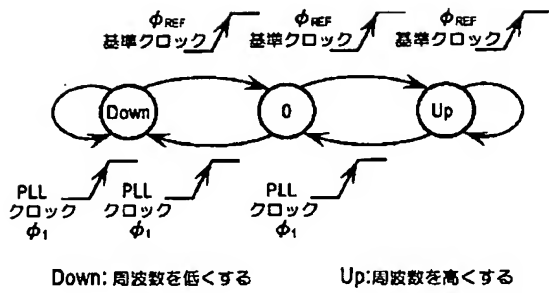 φREF
基準クロック
φREF
基準クロック
φREF
基準クロック
Down
0
Up
PLL
クロック
φ1
PLL
クロック
φ1
PLL
クロック
φ1
Down: 周波数を低くする
Up:周波数を高くする